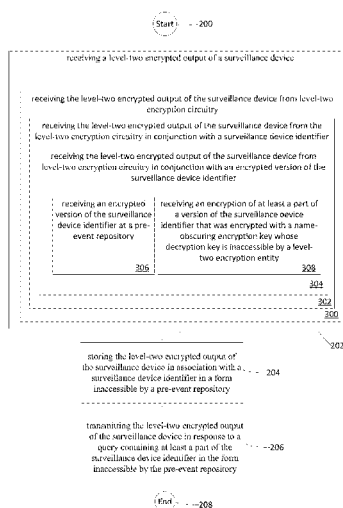 Start
200
receiving a level-two encrypted output of a surveillance device
receiving the level-two encrypted output of the surveillance device from level-two
encryption circuitry
receiving the level-two encrypted output of the surveillance device from the
level-two encryption circuitry in conjunction with a surveillance device identifier
receiving the level-two encrypted output of the surveillance device from
level-two encryption circuitry in conjunction with an encrypted version of the
surveillance device identifier
receiving an encrypted
version of the surveillance
device identifier at a pre-
event repository
306
receiving an encryption of at least a part of
a version of the surveillance device
identifier that was encrypted with a name-
obscuring encryption key whose
decryption key is inaccessible by a level-
two encryption entity
308
304
302
300
202
storing the level-two encrypted output of
the surveillance device in association with a
surveillance device identifier in a form
inaccessible by a pre-event repository
204
transmitting the level-two encrypted output
of the surveillance device in response to a
query containing at least a part of the
surveillance device identifier in the form
inaccessible by the pre-event repository
206
End
208